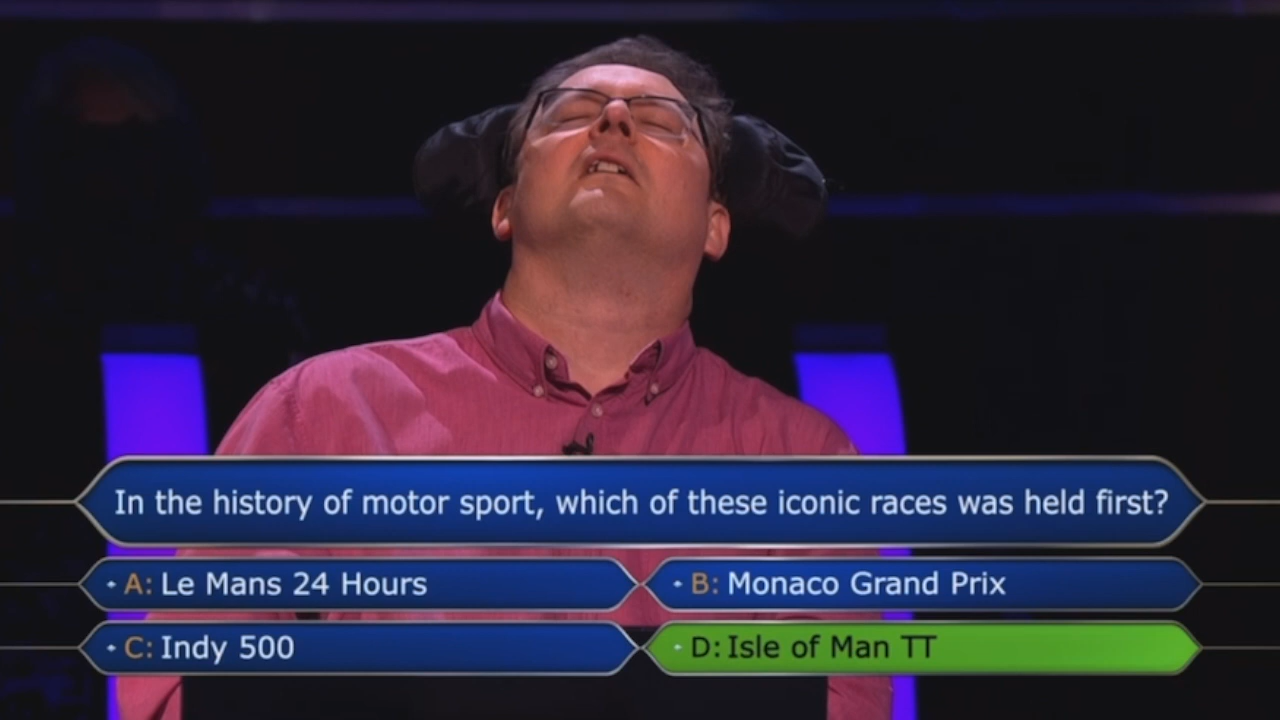 In the history of motor sport, which of these iconic races was held first?
A: Le Mans 24 Hours
B: Monaco Grand Prix
C: Indy 500
D: Isle of Man TT